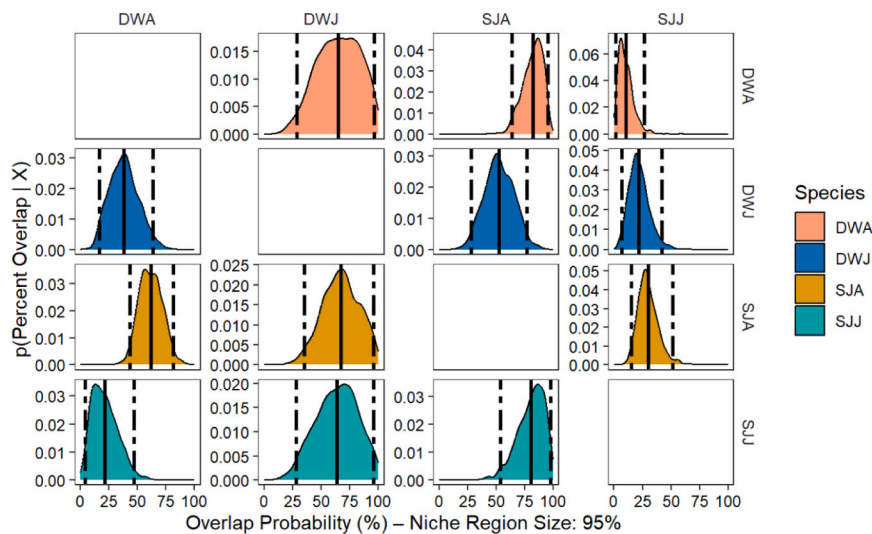 DWA DWJ SJA SJJ
p(Percent Overlap | X)
0.015 0.010 0.005 0.000
0.04 0.03 0.02 0.01 0.00
0.06 0.04 0.02 0.00
DWA
0.03 0.02 0.01 0.00
0.03 0.02 0.01 0.00
0.05 0.04 0.03 0.02 0.01 0.00
DWJ
0.03 0.02 0.01 0.00
0.025 0.020 0.015 0.010 0.005 0.000
0.05 0.04 0.03 0.02 0.01 0.00
SJA
0.03 0.02 0.01 0.00
0.020 0.015 0.010 0.005 0.000
0.03 0.02 0.01 0.00
SJJ
0 25 50 75 100 0 25 50 75 100 0 25 50 75 100 0 25 50 75 100
Overlap Probability (%) – Niche Region Size: 95%
Species
DWA
DWJ
SJA
SJJ